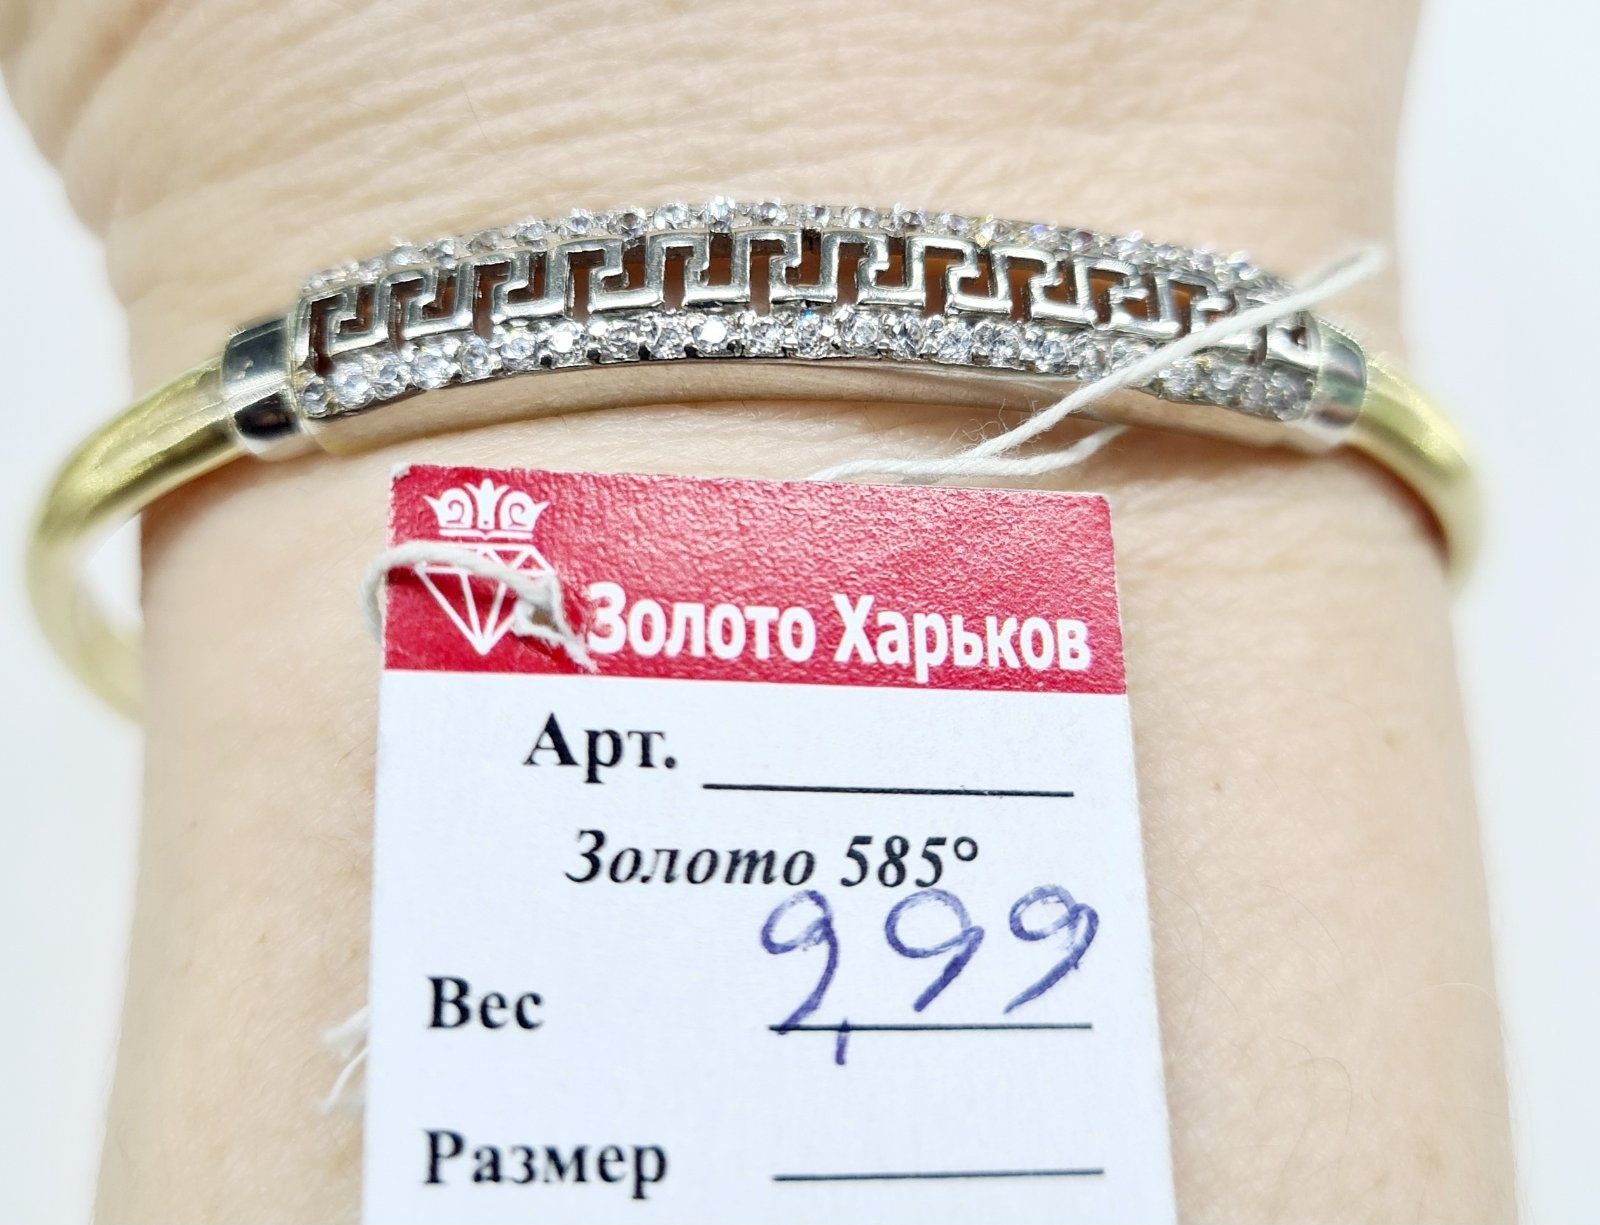 Золото Харьков
Арт.
Золото 585°
Вес 9,99
Размер